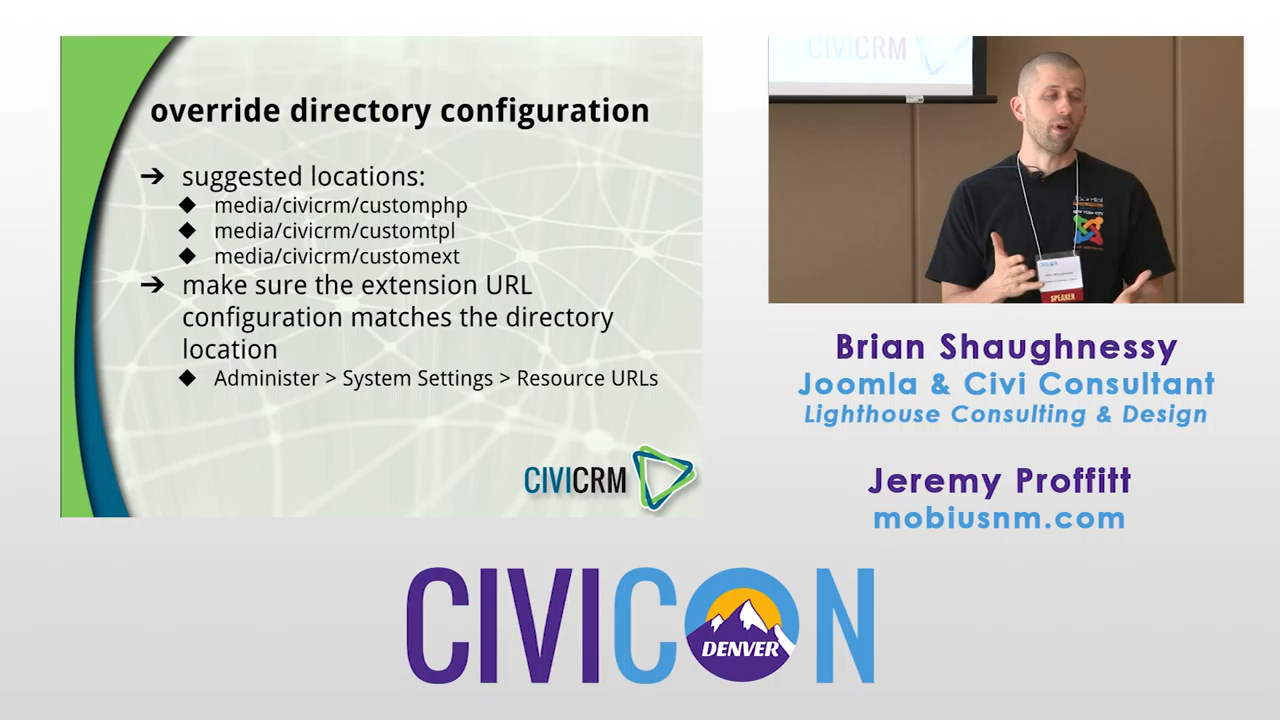 override directory configuration
➔ suggested locations:
◆ media/civicrm/customphp
◆ media/civicrm/customtpl
◆ media/civicrm/customext
➔ make sure the extension URL
configuration matches the directory
location
◆ Administer > System Settings > Resource URLs
CIVICRM
CIVICRM
SPEAKER
Brian Shaughnessy
Joomla & Civi Consultant
Lighthouse Consulting & Design
Jeremy Proffitt
mobiusnm.com
CIVICON
DENVER